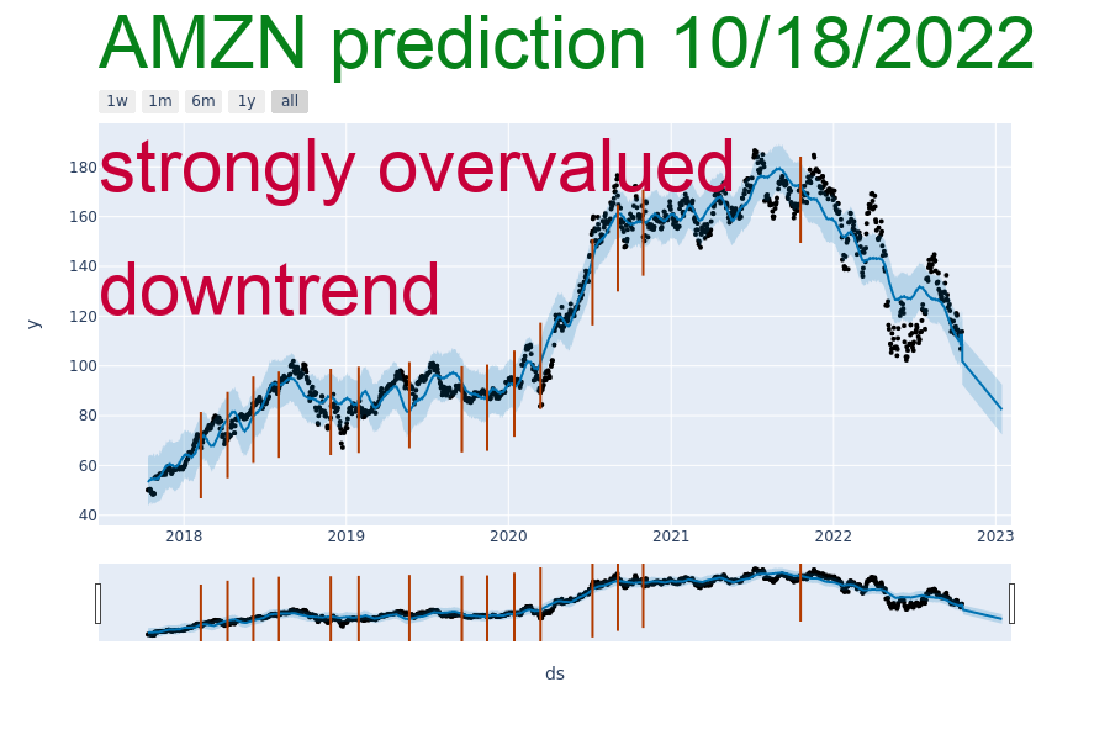 AMZN prediction 10/18/2022
1w 1m 6m 1y all
strongly overvalued
downtrend
180
160
140
120
100
80
60
40
y
2018 2019 2020 2021 2022 2023
ds